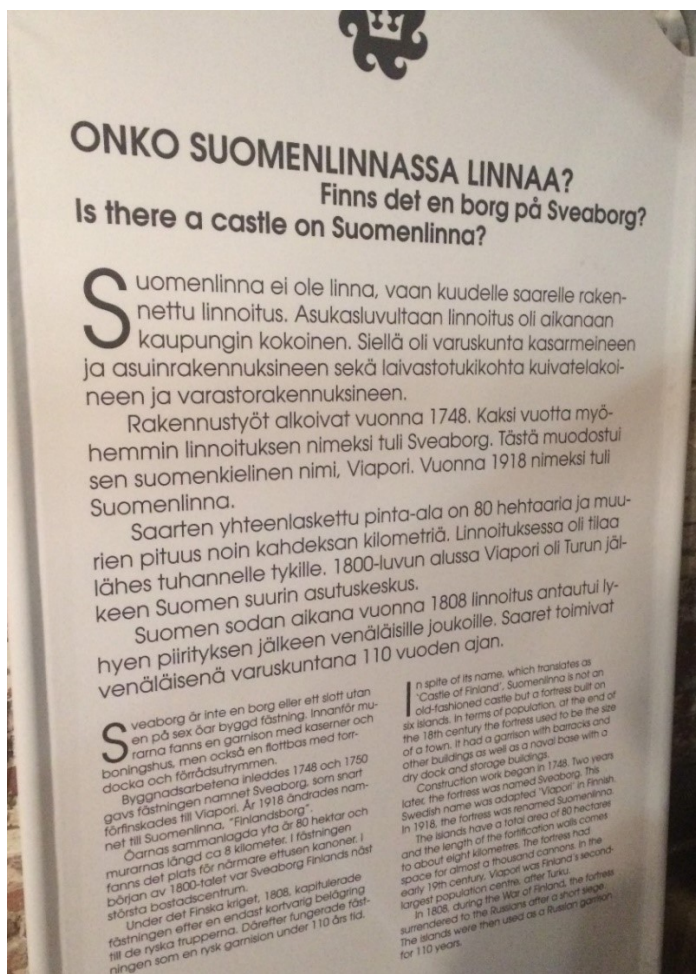 ONKO SUOMENLINNASSA LINNAA?
Finns det en borg på Sveaborg?
Is there a castle on Suomenlinna?
Suomenlinna ei ole linna, vaan kuudelle saarelle raken-
nettu linnoitus. Asukasluvultaan linnoitus oli aikanaan
kaupungin kokoinen. Siellä oli varuskunta kasarmeineen
ja asuinrakennuksineen sekä laivastotukikohta kuivatelakoi-
neen ja varastorakennuksineen.
Rakennustyöt alkoivat vuonna 1748. Kaksi vuotta myö-
hemmin linnoituksen nimeksi tuli Sveaborg. Tästä muodostui
sen suomenkielinen nimi, Viapori. Vuonna 1918 nimeksi tuli
Suomenlinna.
Saarten yhteenlaskettu pinta-ala on 80 hehtaaria ja muu-
rien pituus noin kahdeksan kilometriä. Linnoituksessa oli tilaa
lähes tuhannelle tykille. 1800-luvun alussa Viapori oli Turun jäl-
keen Suomen suurin asutuskeskus.
Suomen sodan aikana vuonna 1808 linnoitus antautui ly-
hyen piirityksen jälkeen venäläisille joukoille. Saaret toimivat
venäläisenä varuskuntana 110 vuoden ajan.
Sveaborg är inte en borg eller ett slott utan
en på sex öar byggd fästning. Innanför mu-
rarna fanns en garnison med kaserner och
boningshus, men också en flottbas med torr-
docka och förrådsutrymmen.
Byggnadsarbetena inleddes 1748 och 1750
gavs fästningen namnet Sveaborg, som snart
förfinskades till Viapori. År 1918 ändrades nam-
net till Suomenlinna, "Finlandsborg".
Öarnas sammanlagda yta är 80 hektar och
murarnas längd ca 8 kilometer. I fästningen
fanns det plats för närmare ettusen kanoner. I
början av 1800-talet var Sveaborg Finlands näst
största bostadscentrum.
Under det Finska kriget, 1808, kapitulerade
fästningen efter en endast kortvarig belägring
till de ryska trupperna. Därefter fungerade fäst-
ningen som en rysk garnision under 110 års tid.
In spite of its name, which translates as
'Castle of Finland', Suomenlinna is not an
old-fashioned castle but a fortress built on
six islands. In terms of population, at the end of
the 18th century the fortress used to be the size
of a town. It had a garrison with barracks and
other buildings as well as a naval base with a
dry dock and storage buildings.
Construction work began in 1748. Two years
later, the fortress was named Sveaborg. This
Swedish name was adapted 'Viapori' in Finnish.
In 1918, the fortress was renamed Suomenlinna.
The islands have a total area of 80 hectares
and the length of the fortification walls comes
to about eight kilometres. The fortress had
space for almost a thousand cannons. In the
early 19th century, Viapori was Finland's second-
largest population centre, after Turku.
In 1808, during the War of Finland, the fortress
surrendered to the Russians after a short siege.
The islands were then used as a Russian garrison
for 110 years.